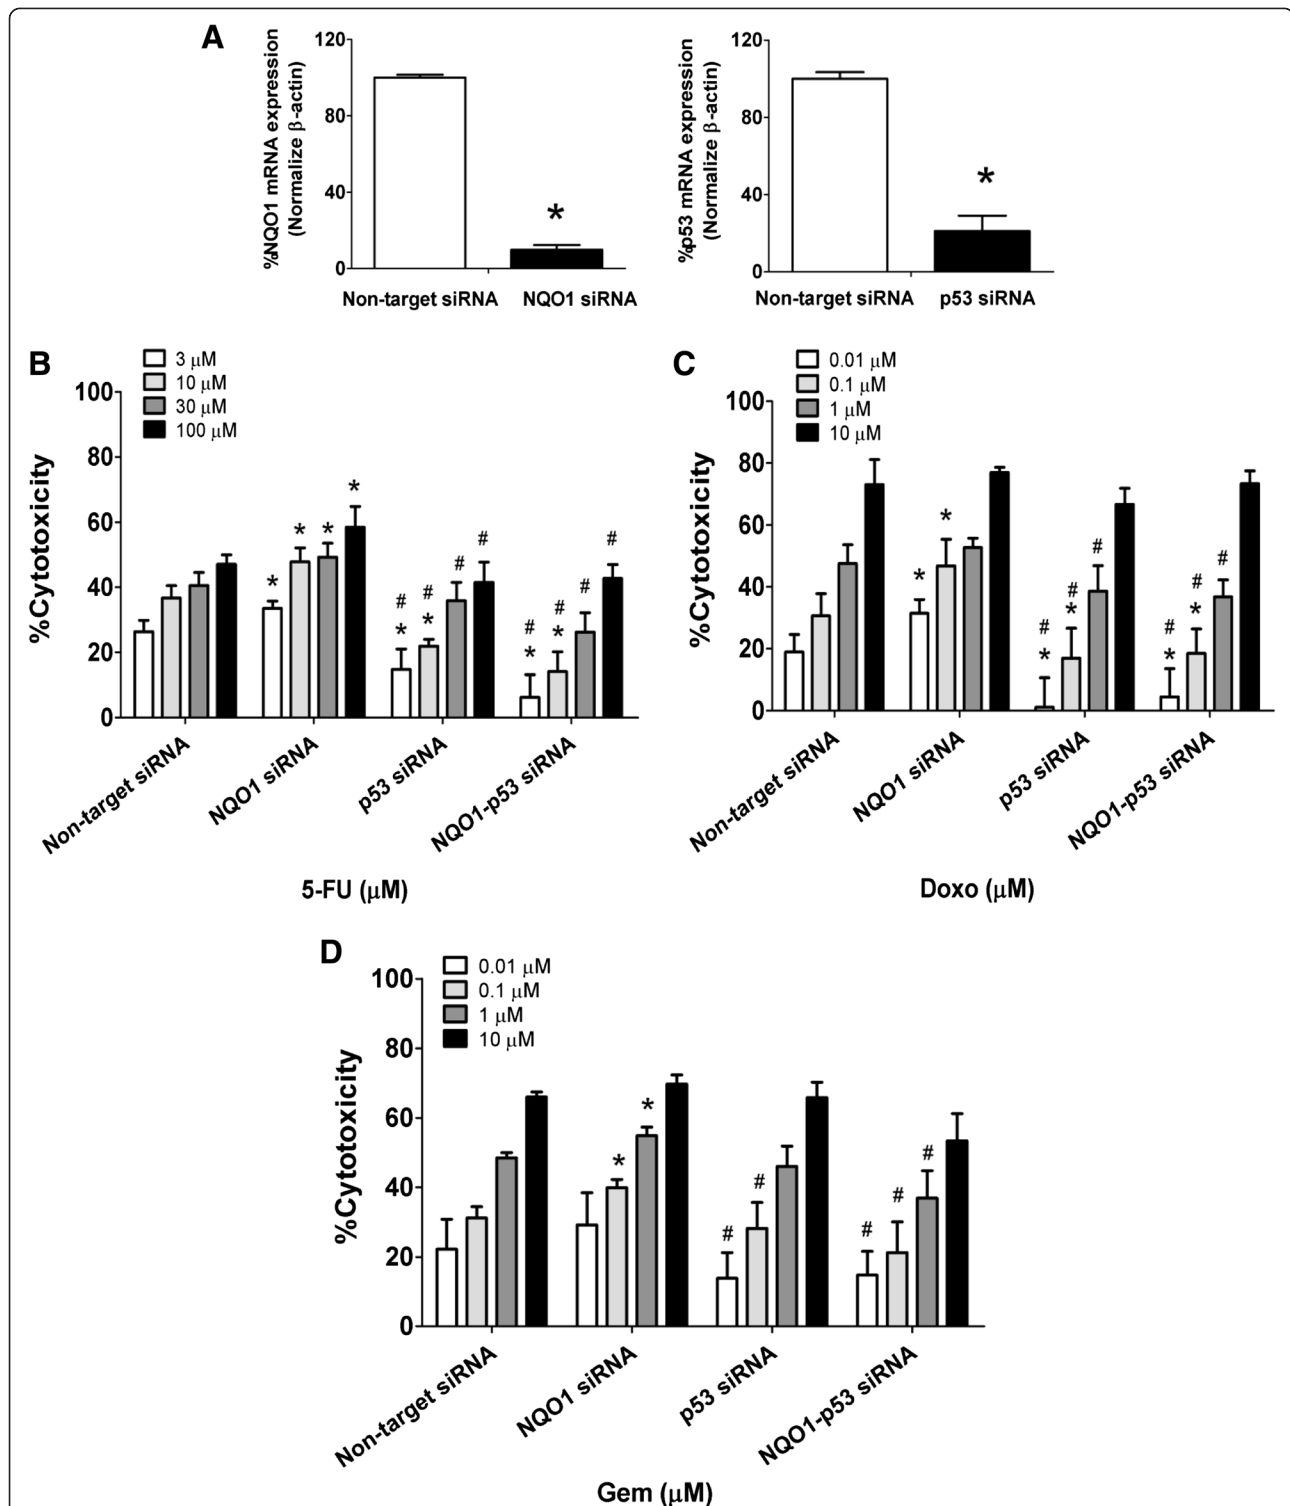 A
%NQO1 mRNA expression
(Normalize β-actin)
120
80
40
0
*
Non-target siRNA
NQO1 siRNA
%p53 mRNA expression
(Normalize β-actin)
120
80
40
0
*
Non-target siRNA
p53 siRNA
B
3 μM
10 μM
30 μM
100 μM
%Cytotoxicity
100
80
60
40
20
0
* * * *
# * # * # #
# * # * # #
Non-target siRNA
NQO1 siRNA
p53 siRNA
NQO1-p53 siRNA
5-FU (μM)
C
0.01 μM
0.1 μM
1 μM
10 μM
%Cytotoxicity
100
80
60
40
20
0
* *
# * # * #
# * # * #
Non-target siRNA
NQO1 siRNA
p53 siRNA
NQO1-p53 siRNA
Doxo (μM)
D
0.01 μM
0.1 μM
1 μM
10 μM
%Cytotoxicity
100
80
60
40
20
0
* *
# #
# # #
Non-target siRNA
NQO1 siRNA
p53 siRNA
NQO1-p53 siRNA
Gem (μM)